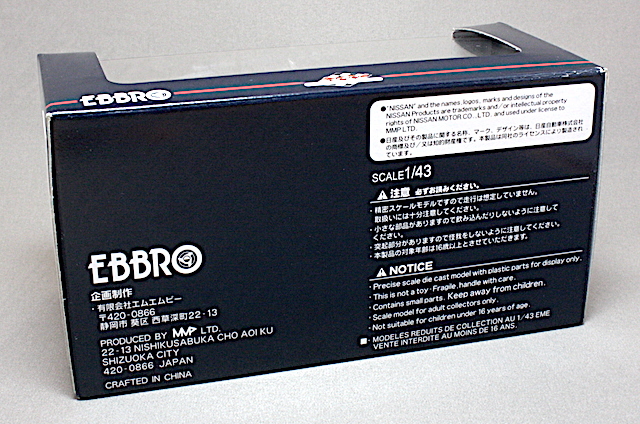 EBBRO
●"NISSAN" and the names, logos, marks and designs of the
NISSAN Products are trademarks and/or intellectual property
rights of NISSAN MOTOR CO., LTD. and used under license to
MMP LTD.
●日産及びその製品に関する名称、マーク、デザイン等は、日産自動車株式会社
の商標及び/又は知的財産権です。本製品は同社のライセンスにより製造され
ています。
SCALE 1/43
⚠ 注意 必ずお読みください。
・精密スケールモデルですので走行は想定していません。
取扱いには十分注意してください。
・小さな部品がありますので飲み込んだりしないように注意して
ください。
・突起部分がありますので怪我をしないように注意してください。
・本製品の対象年齢は16歳以上とさせていただきます。
⚠ NOTICE
・Precise scale die cast model with plastic parts for display only.
・This is not a toy・Fragile, handle with care.
・Contains small parts. Keep away from children.
・Scale model for adult collectors only.
・Not suitable for children under 16 years of age.
■ MODELES REDUITS DE COLLECTION AU 1/43 EME
VENTE INTERDITE AU MOINS DE 16 ANS.
EBBRO
企画制作
・有限会社エムエムピー
〒420-0866
静岡市 葵区 西草深町22-13
PRODUCED BY MMP LTD.
22-13 NISHIKUSABUKA CHO AOI KU
SHIZUOKA CITY
420-0866 JAPAN
CRAFTED IN CHINA